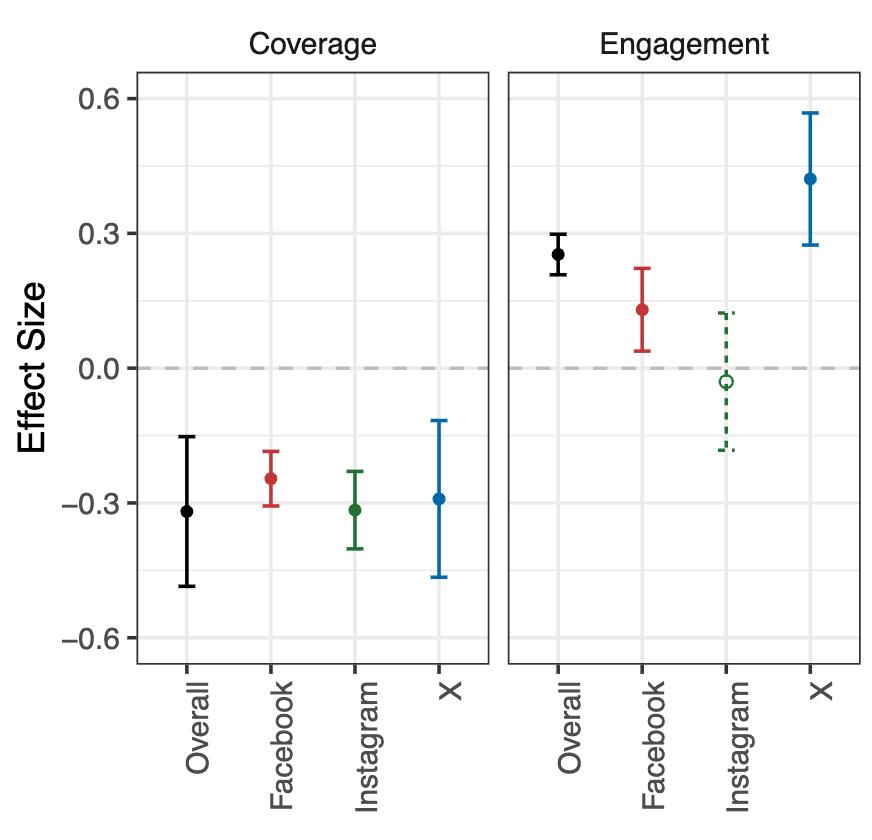 Coverage
Engagement
Effect Size
0.6
0.3
0.0
−0.3
−0.6
Overall
Facebook
Instagram
X
Overall
Facebook
Instagram
X